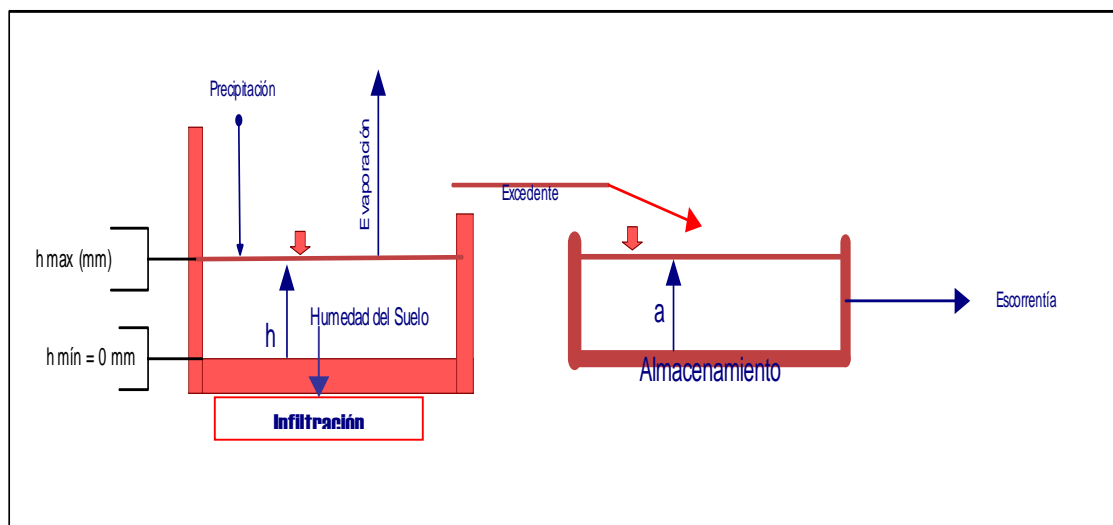 Precipitación
Evaporación
Excedente
h max (mm)
h
Humedad del Suelo
a
Escorrentía
h mín = 0 mm
Almacenamiento
Infiltración